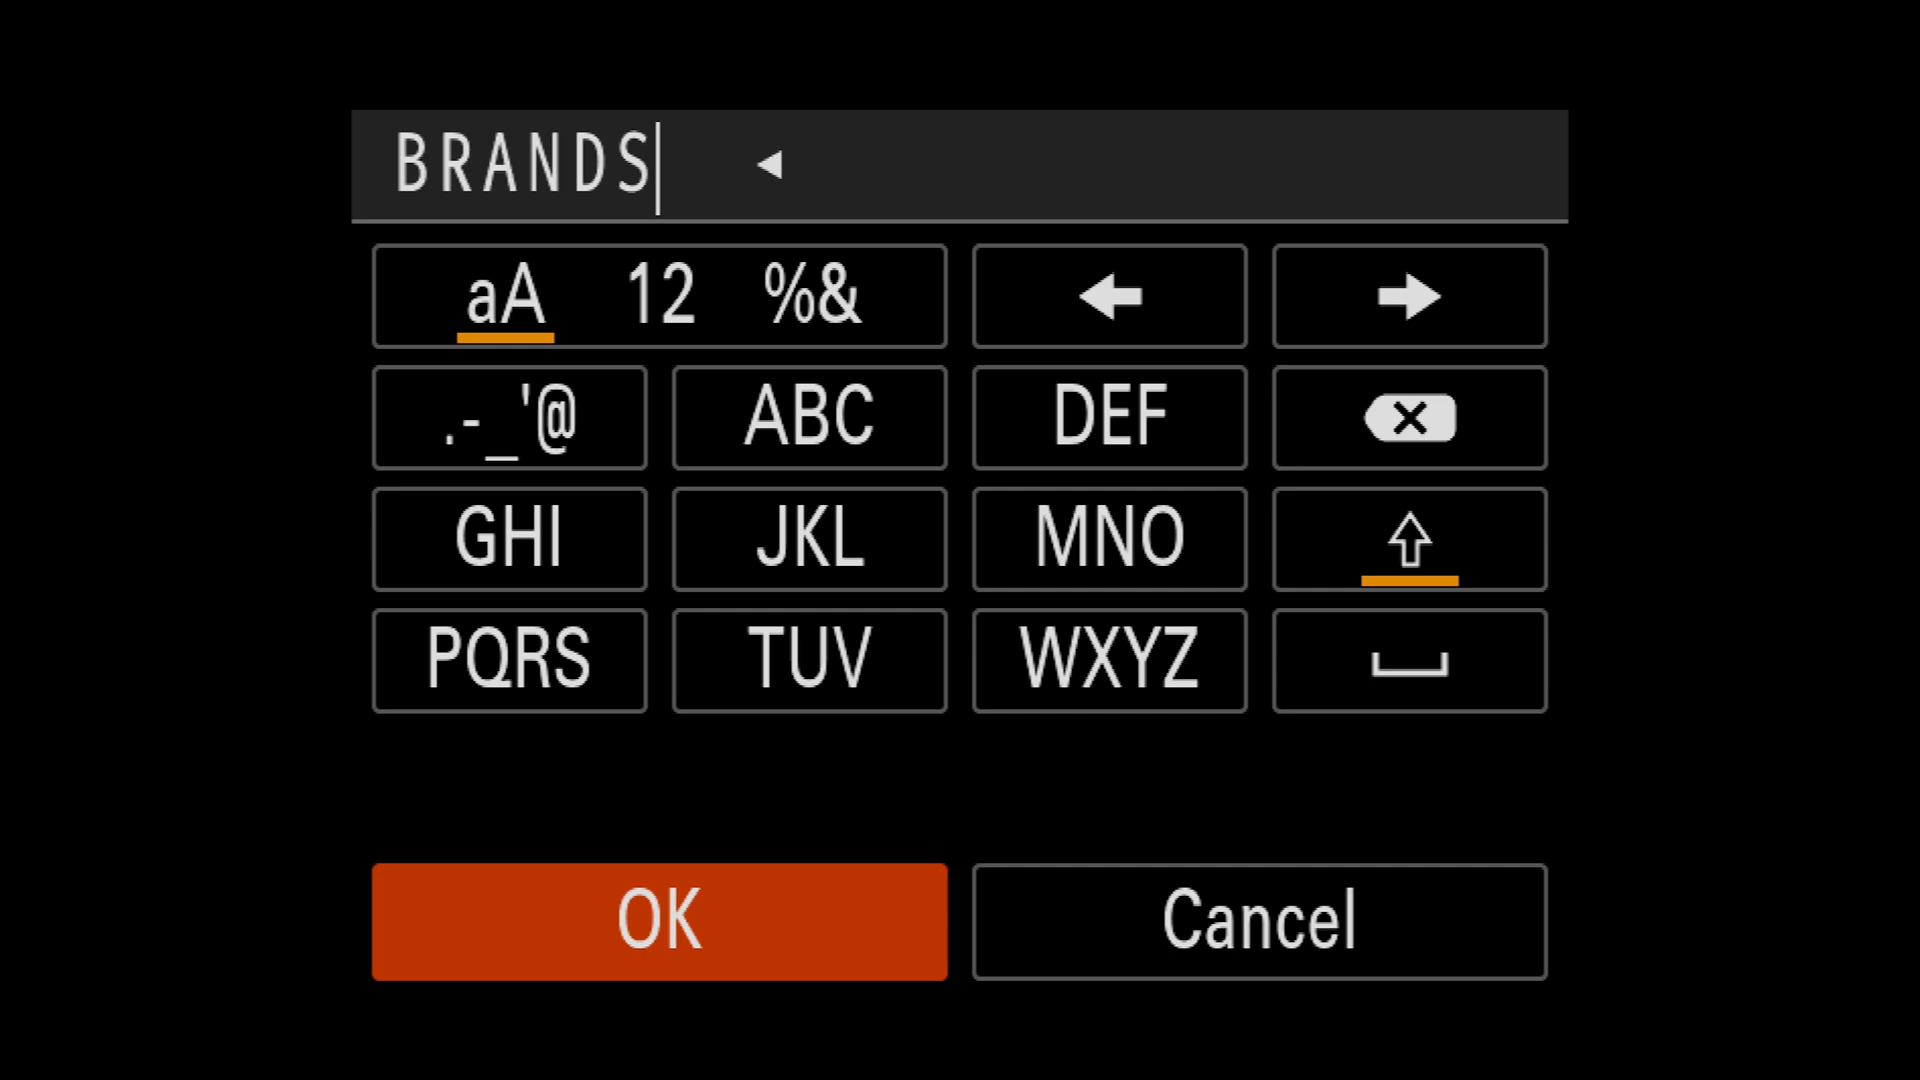 BRANDS
aA 12 %&
.-_'@ ABC DEF
GHI JKL MNO
PQRS TUV WXYZ
OK Cancel